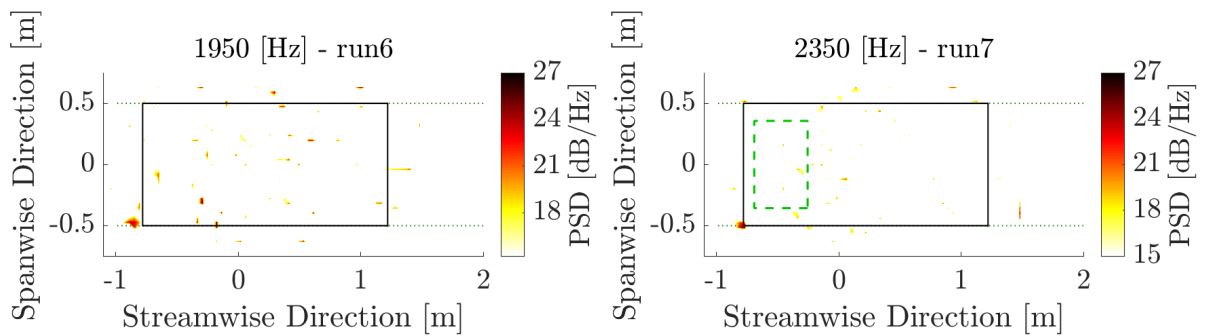 1950 [Hz] - run6
Spanwise Direction [m]
0.5
0
-0.5
-1
0
1
2
Streamwise Direction [m]
27
24
21
18
PSD [dB/Hz]
2350 [Hz] - run7
Spanwise Direction [m]
0.5
0
-0.5
-1
0
1
2
Streamwise Direction [m]
27
24
21
18
15
PSD [dB/Hz]